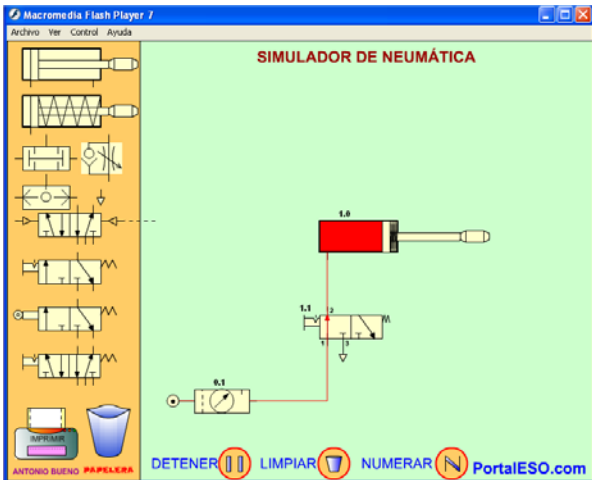 Macromedia Flash Player 7
Archivo Ver Control Ayuda
SIMULADOR DE NEUMÁTICA
1.0
1.1
2
1 3
0.1
IMPRIMIR
ANTONIO BUENO PAPELERA
DETENER LIMPIAR NUMERAR PortalESO.com